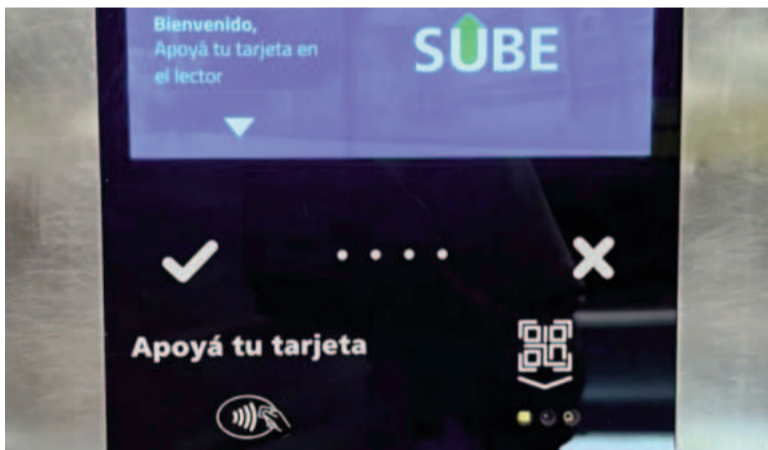 Bienvenido,
Apoyá tu tarjeta en
el lector
SUBE
Apoyá tu tarjeta